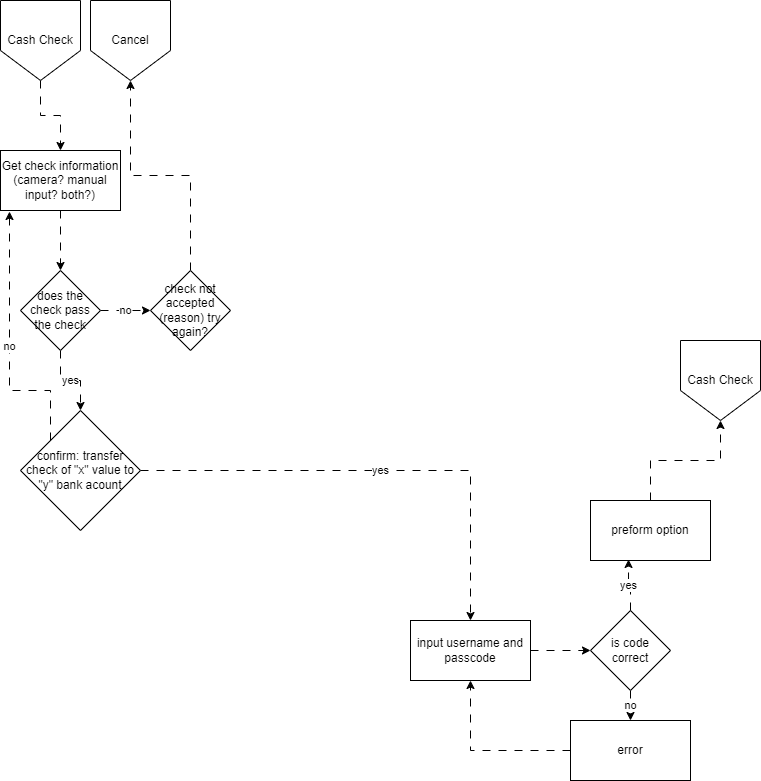 Cash Check
Cancel
Get check information
(camera? manual
input? both?)
does the
check pass
the check
-no
check not
accepted
(reason) try
again?
no
yes
confirm: transfer
check of "x" value to
"y" bank acount
yes
Cash Check
preform option
yes
input username and
passcode
is code
correct
no
error